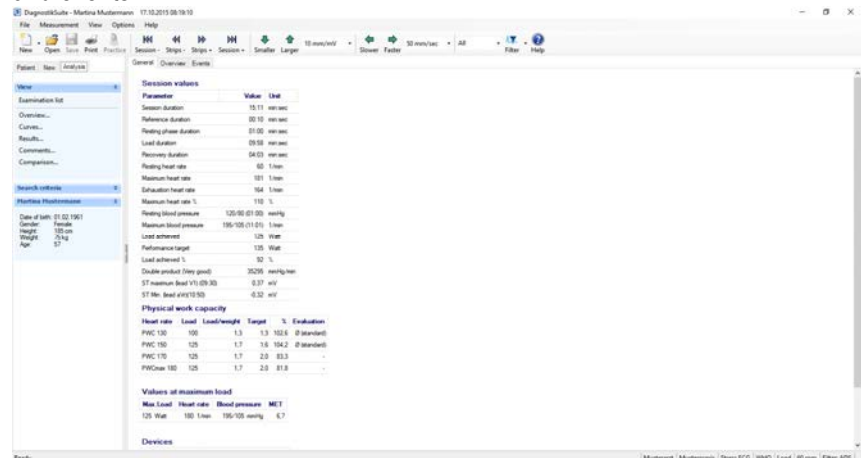 DiagnostikSuite - Martina Mustermann 17.10.2015 08:19:10
File Measurement View Options Help
New Open Save Print Practice Session - Strips - Strips + Session + Smaller Larger 10 mm/mV Slower Faster 50 mm/sec All Filter Help
Patient New Analysis
General Overview Events
View
Examination list
Overview...
Curves...
Results...
Comments...
Comparison...
Search criteria
Martina Mustermann
Date of birth: 01.02.1961
Gender: Female
Height: 185 cm
Weight: 75 kg
Age: 57
Session values
Parameter Value Unit
Session duration 15:11 min:sec
Reference duration 00:10 min:sec
Resting phase duration 01:00 min:sec
Load duration 09:58 min:sec
Recovery duration 04:03 min:sec
Resting heart rate 60 1/min
Maximum heart rate 181 1/min
Exhaustion heart rate 164 1/min
Maximum heart rate % 110 %
Resting blood pressure 120/80 (01:00) mmHg
Maximum blood pressure 195/105 (11:01) 1/min
Load achieved 125 Watt
Performance target 135 Watt
Load achieved % 92 %
Double product (Very good) 35295 mmHg/min
ST maximum (lead V1) (09:30) 0.37 mV
ST Min. (lead aVr)(10:50) -0.32 mV
Physical work capacity
Heart rate Load Load/weight Target % Evaluation
PWC 130 100 1.3 1.3 102,6 Ø (standard)
PWC 150 125 1.7 1.6 104,2 Ø (standard)
PWC 170 125 1.7 2.0 83,3 -
PWCmax 180 125 1.7 2.0 81,8 -
Values at maximum load
Max.Load Heart rate Blood pressure MET
125 Watt 180 1/min 195/105 mmHg 6,7
Devices